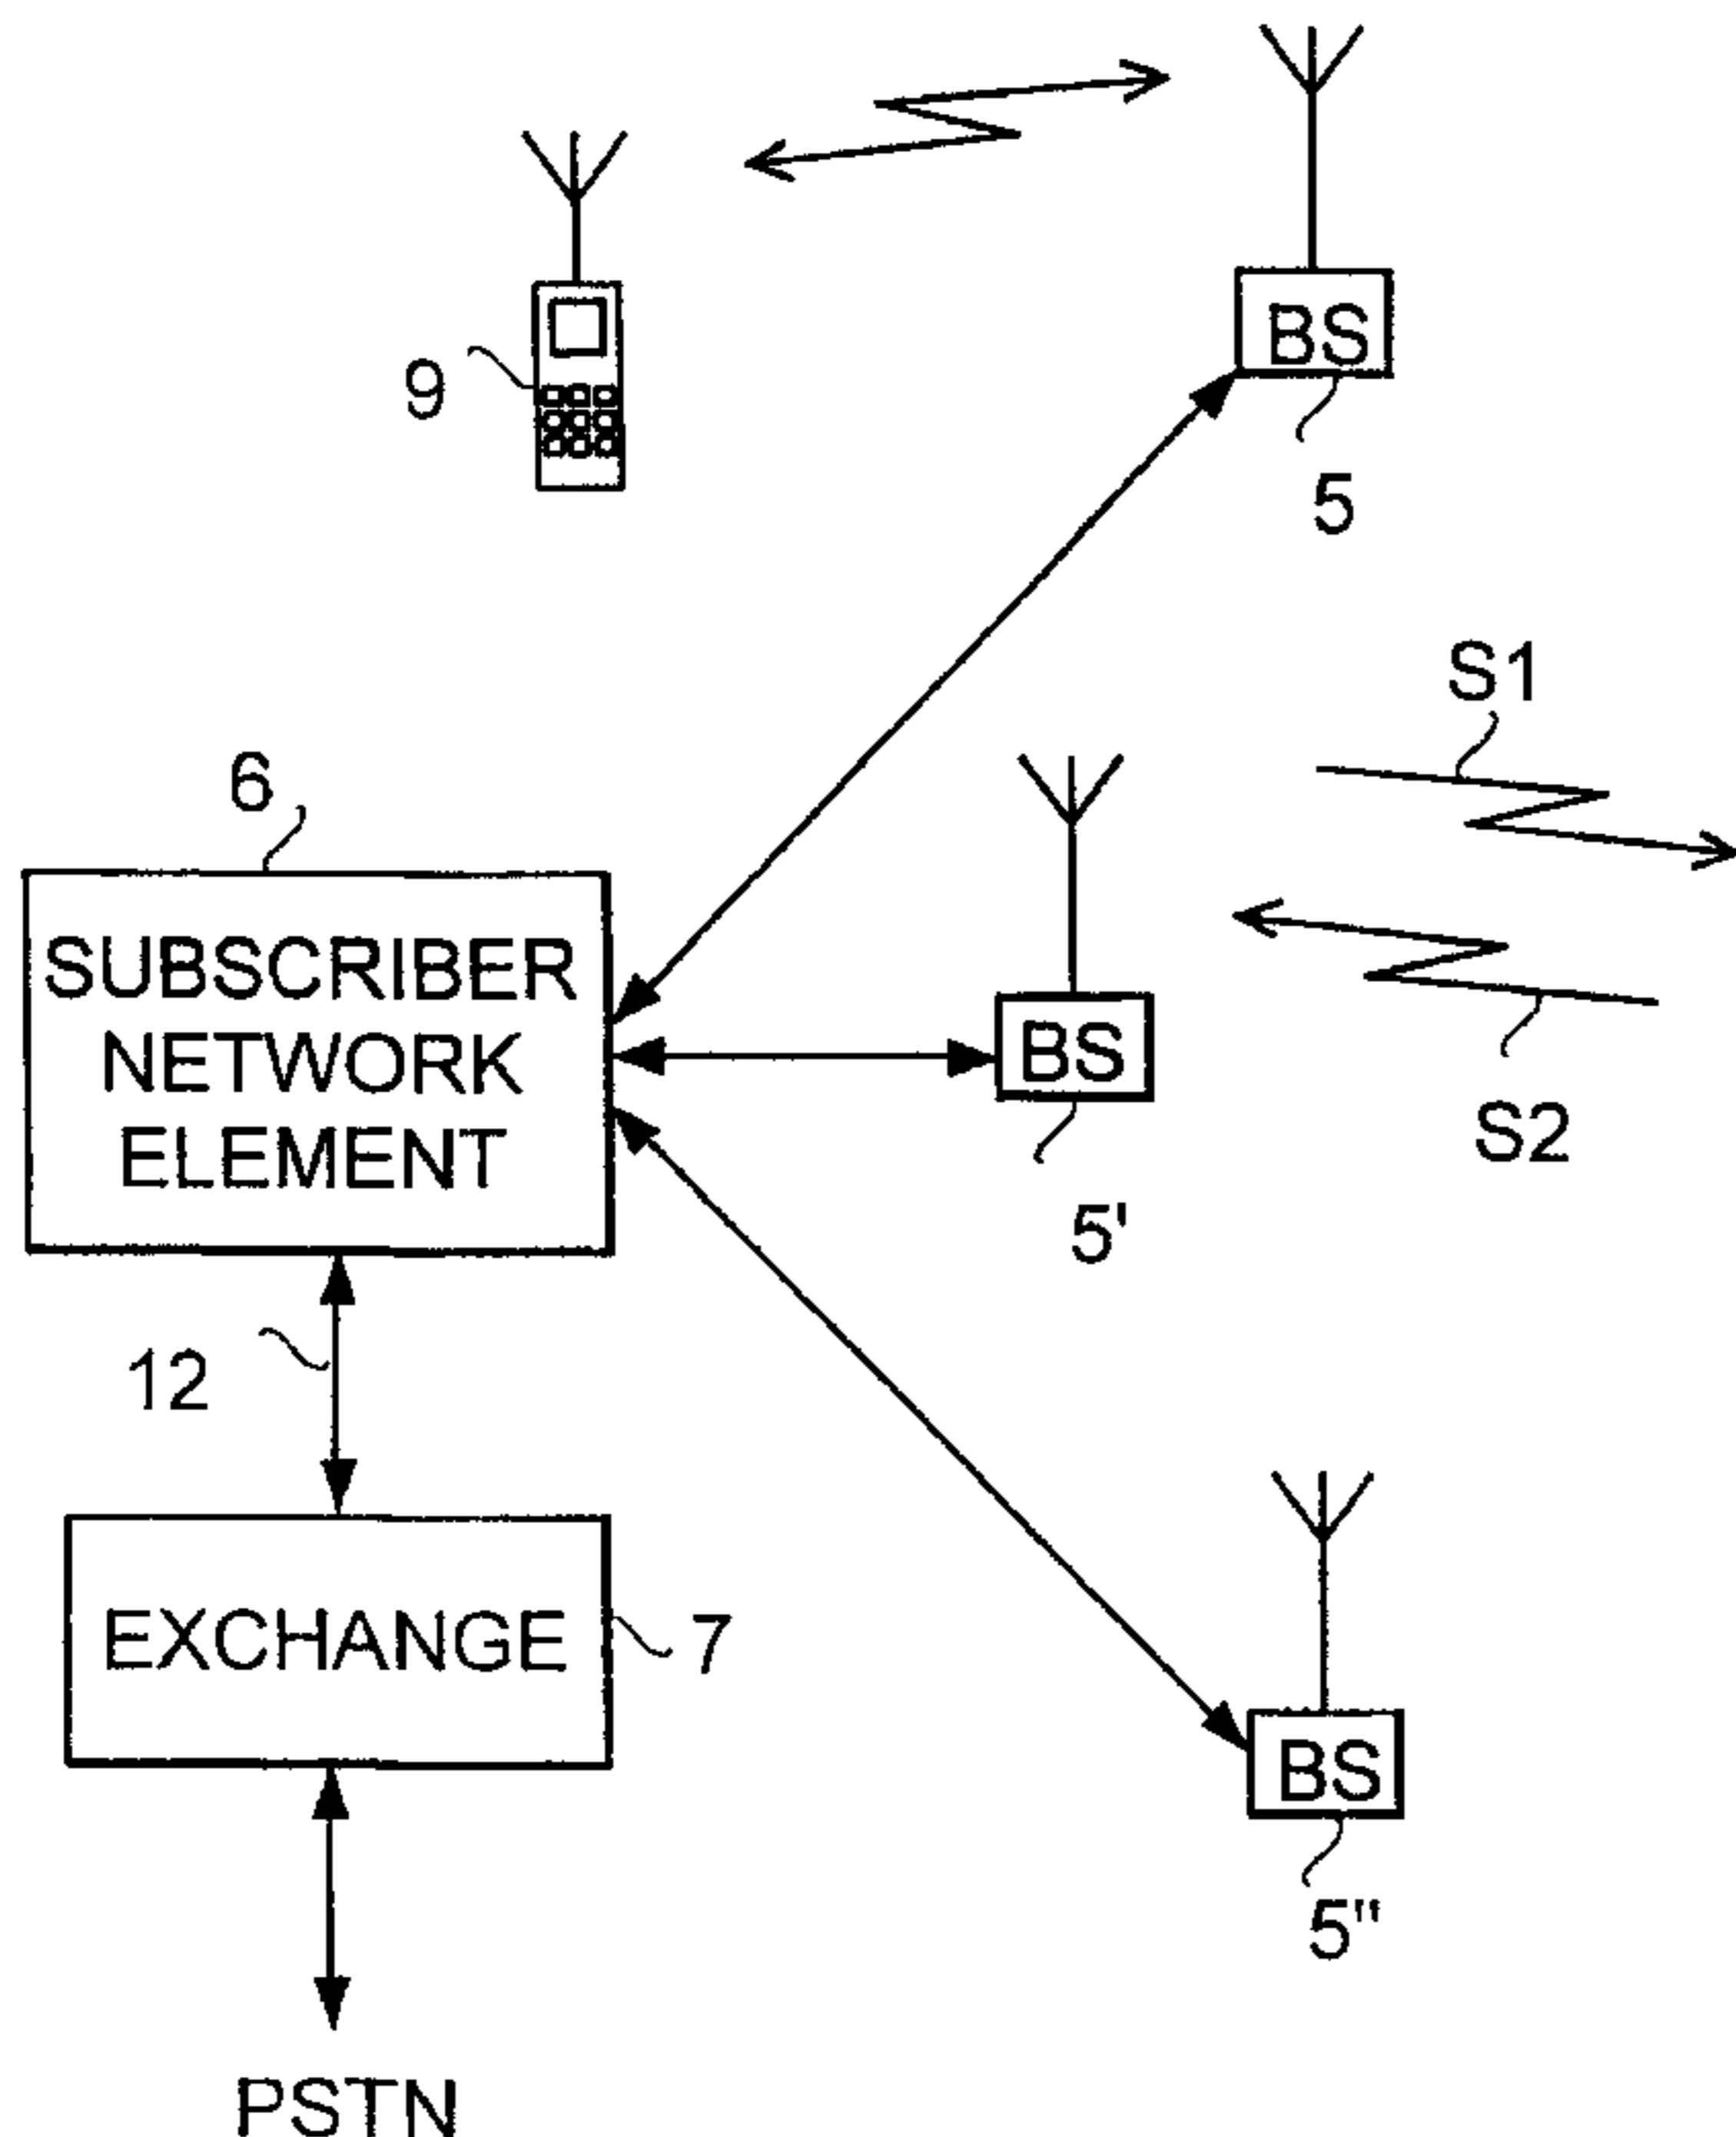 BS
9
5
S1
6
SUBSCRIBER
NETWORK
ELEMENT
BS
S2
5'
12
EXCHANGE
7
BS
5"
PSTN